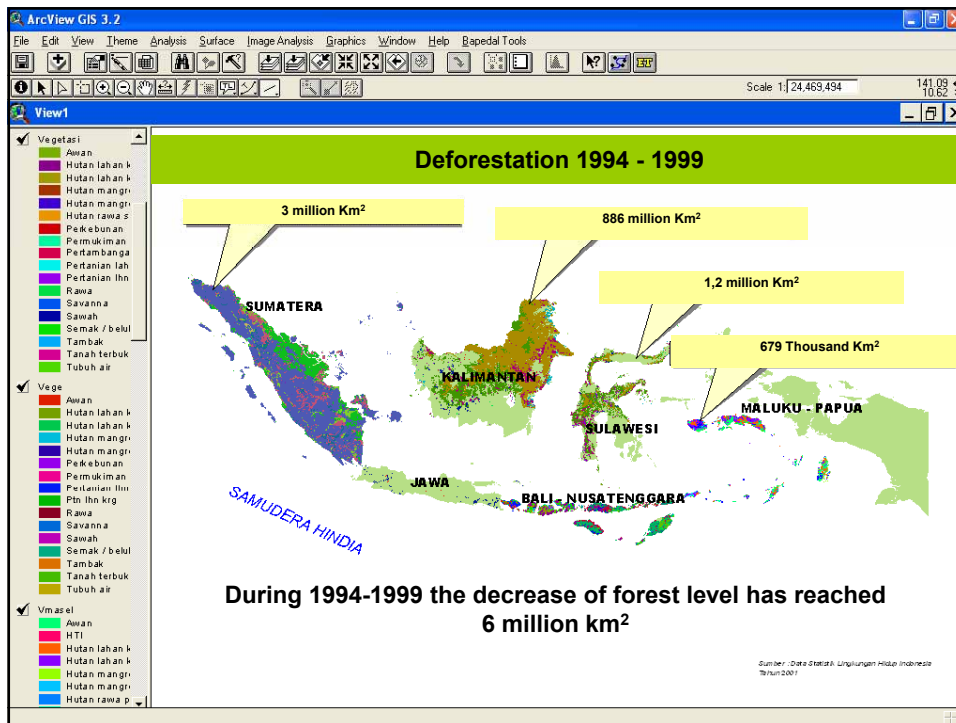 ArcView GIS 3.2
File Edit View Theme Analysis Surface Image Analysis Graphics Window Help Bapedal Tools
Scale 1: 24,469,494
141.09
10.62
View1
Vegetasi
Awan
Hutan lahan k
Hutan lahan k
Hutan mangr
Hutan mangr
Hutan rawa s
Perkebunan
Permukiman
Pertambanga
Pertanian lah
Pertanian lhn
Rawa
Savanna
Sawah
Semak / belul
Tambak
Tanah terbuk
Tubuh air
Vege
Awan
Hutan lahan k
Hutan lahan k
Hutan mangr
Hutan mangr
Perkebunan
Permukiman
Pertanian lhn
Ptn lhn krg
Rawa
Savanna
Sawah
Semak / belul
Tambak
Tanah terbuk
Tubuh air
Vmasel
Awan
HTI
Hutan lahan k
Hutan lahan k
Hutan mangr
Hutan mangr
Hutan rawa p
Deforestation 1994 - 1999
3 million Km²
886 million Km²
1,2 million Km²
679 Thousand Km²
SUMATERA
KALIMANTAN
SULAWESI
MALUKU - PAPUA
JAWA
BALI - NUSATENGGARA
SAMUDERA HINDIA
During 1994-1999 the decrease of forest level has reached
6 million km²
Sumber : Data Statistik Lingkungan Hidup Indonesia
Tahun 2001